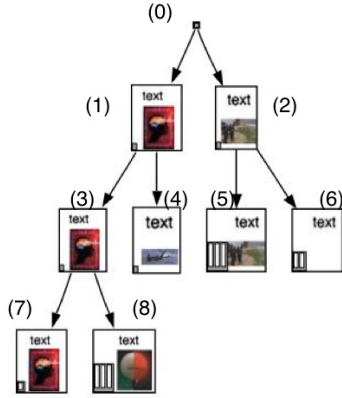 (0)
(1) text text (2)
(3) text (4) text (5) text (6) text
(7) text (8) text